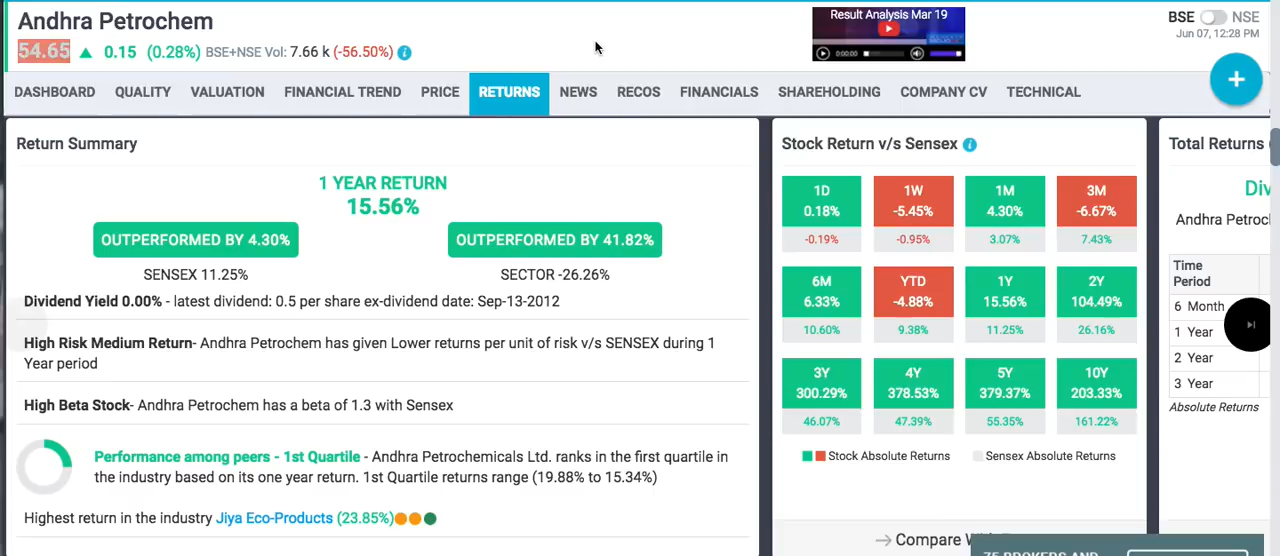 Andhra Petrochem
54.65 ▲ 0.15 (0.28%) BSE+NSE Vol: 7.66 k (-56.50%) i
Result Analysis Mar 19
0:00:00
BSE NSE
Jun 07, 12:28 PM
+
DASHBOARD QUALITY VALUATION FINANCIAL TREND PRICE RETURNS NEWS RECOS FINANCIALS SHAREHOLDING COMPANY CV TECHNICAL
Return Summary
1 YEAR RETURN
15.56%
OUTPERFORMED BY 4.30% OUTPERFORMED BY 41.82%
SENSEX 11.25% SECTOR -26.26%
Dividend Yield 0.00% - latest dividend: 0.5 per share ex-dividend date: Sep-13-2012
High Risk Medium Return- Andhra Petrochem has given Lower returns per unit of risk v/s SENSEX during 1
Year period
High Beta Stock- Andhra Petrochem has a beta of 1.3 with Sensex
Performance among peers - 1st Quartile - Andhra Petrochemicals Ltd. ranks in the first quartile in
the industry based on its one year return. 1st Quartile returns range (19.88% to 15.34%)
Highest return in the industry Jiya Eco-Products (23.85%)
Stock Return v/s Sensex i
1D 1W 1M 3M
0.18% -5.45% 4.30% -6.67%
-0.19% -0.95% 3.07% 7.43%
6M YTD 1Y 2Y
6.33% -4.88% 15.56% 104.49%
10.60% 9.38% 11.25% 26.16%
3Y 4Y 5Y 10Y
300.29% 378.53% 379.37% 203.33%
46.07% 47.39% 55.35% 161.22%
Stock Absolute Returns Sensex Absolute Returns
→ Compare
Total Returns
Div
Andhra Petroc
Time
Period
6 Month
1 Year
2 Year
3 Year
Absolute Returns
75 BROKERS AND